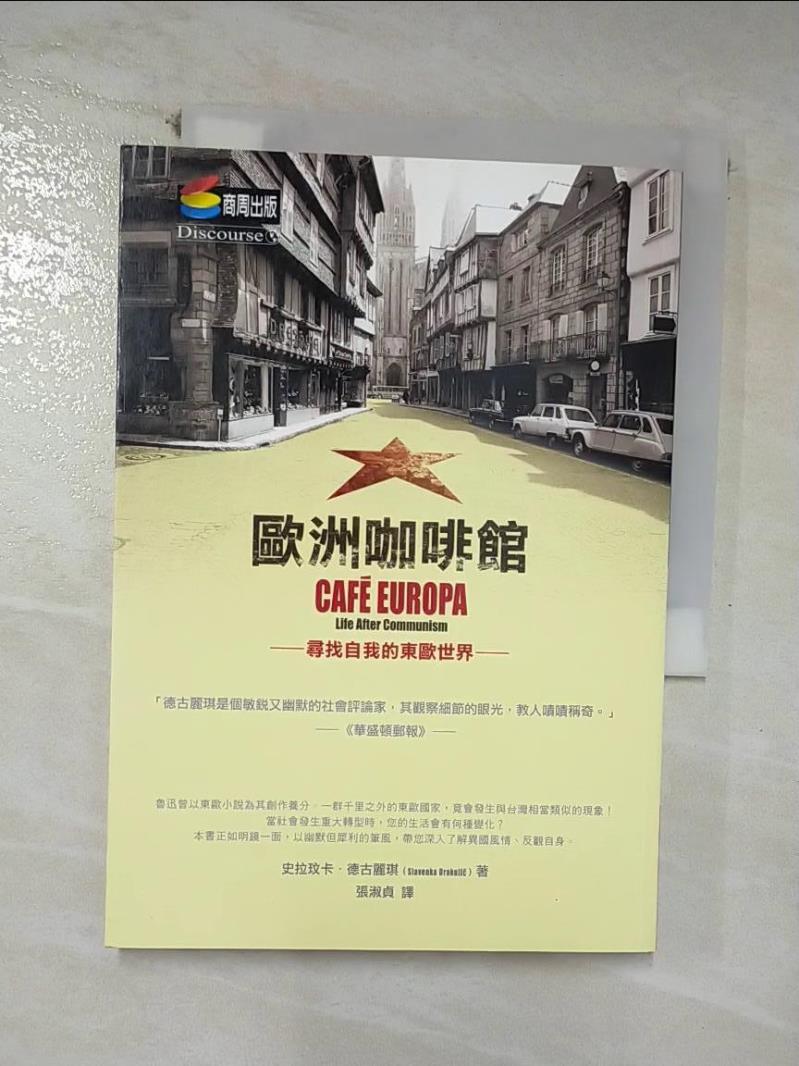 商周出版
Discourse
歐洲咖啡館
CAFÉ EUROPA
Life After Communism
——尋找自我的東歐世界——
「德古麗琪是個敏銳又幽默的社會評論家，其觀察細節的眼光，教人嘖嘖稱奇。」
——《華盛頓郵報》——
魯迅曾以東歐小說為其創作養分。一群千里之外的東歐國家，竟會發生與台灣相當類似的現象！
當社會發生重大轉型時，您的生活會有何種變化？
本書正如明鏡一面，以幽默但犀利的筆風，帶您深入了解異國風情、反觀自身。
史拉玟卡．德古麗琪（Slavenka Drakulić）著
張淑貞 譯